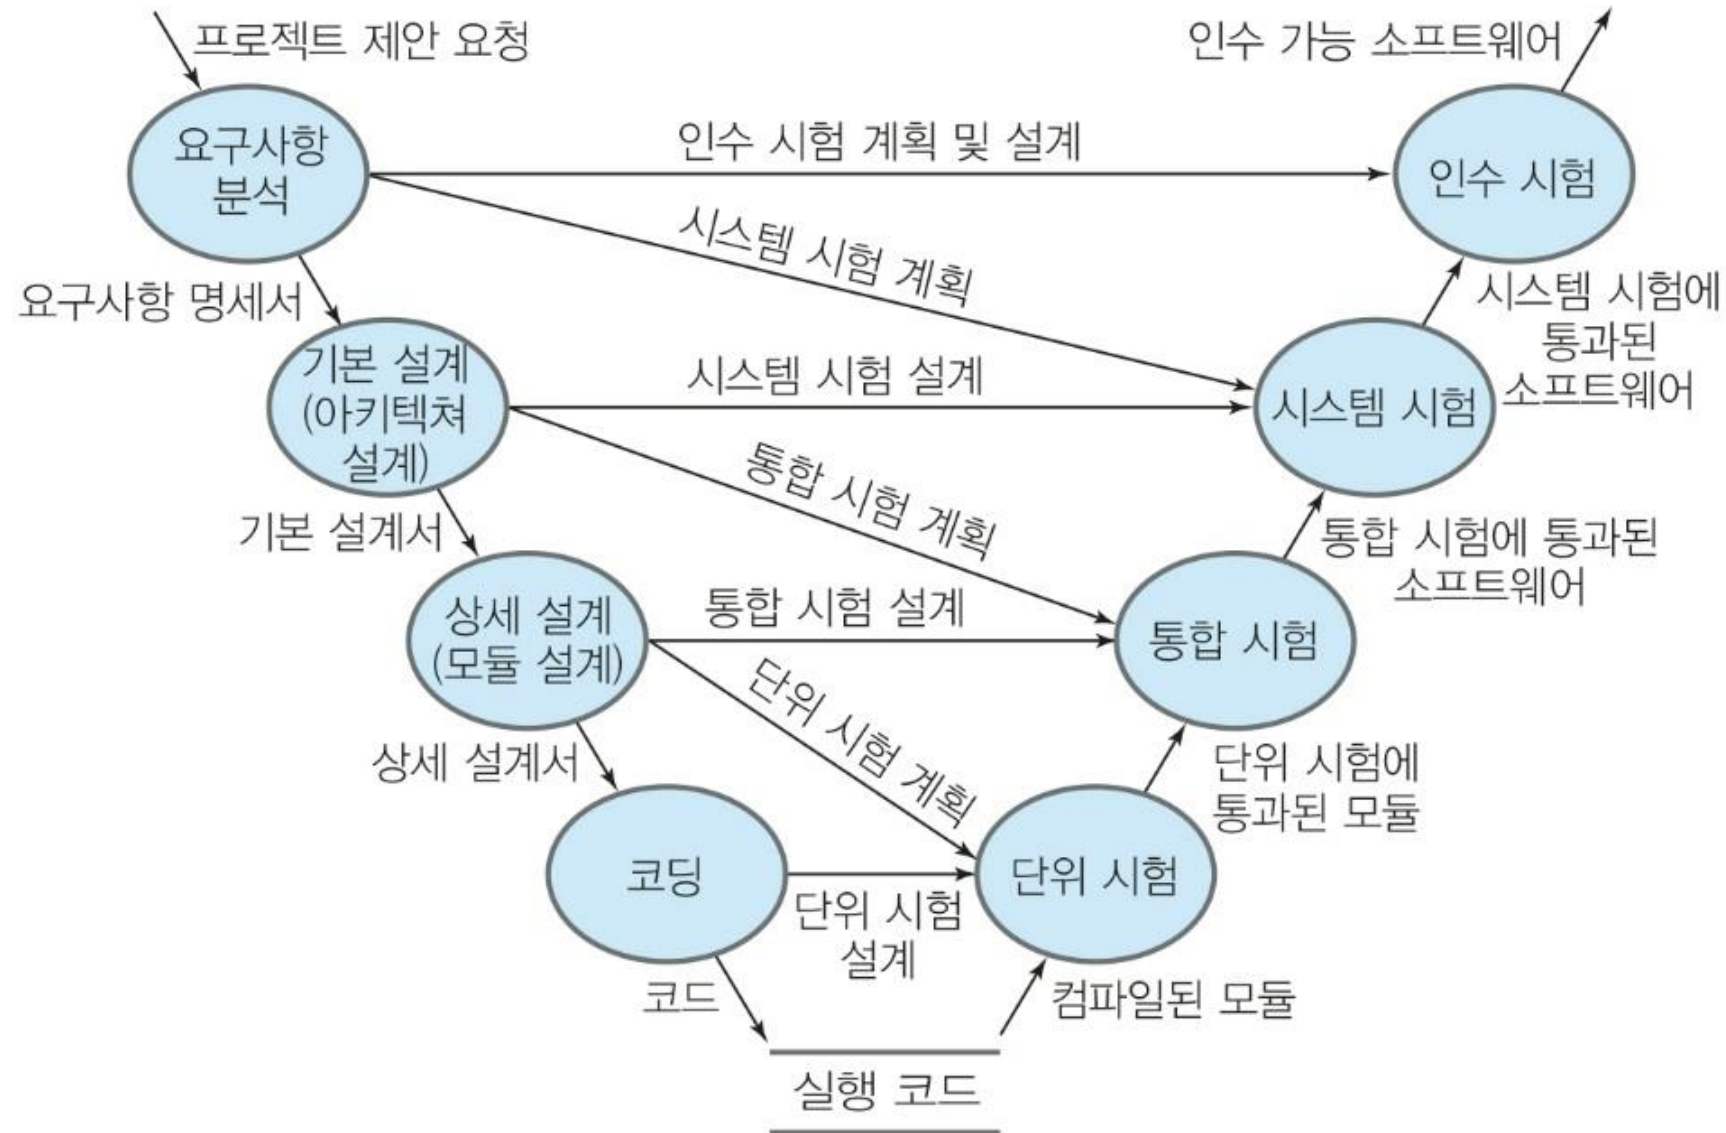 프로젝트 제안 요청
인수 가능 소프트웨어
요구사항
분석
인수 시험 계획 및 설계
인수 시험
시스템 시험 계획
요구사항 명세서
시스템 시험에
통과된
소프트웨어
기본 설계
(아키텍쳐
설계)
시스템 시험 설계
시스템 시험
통합 시험 계획
기본 설계서
통합 시험에 통과된
소프트웨어
상세 설계
(모듈 설계)
통합 시험 설계
통합 시험
단위 시험 계획
상세 설계서
단위 시험에
통과된 모듈
코딩
단위 시험
설계
단위 시험
코드
컴파일된 모듈
실행 코드